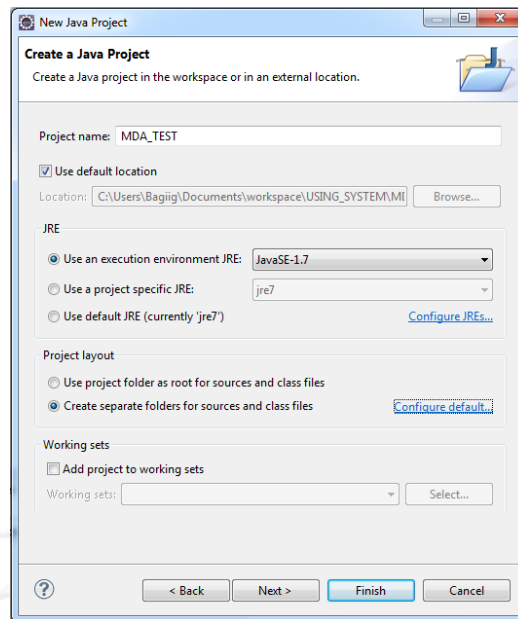 New Java Project
Create a Java Project
Create a Java project in the workspace or in an external location.
Project name: MDA_TEST
Use default location
Location: C:\Users\Bagiig\Documents\workspace\USING_SYSTEM\MI Browse...
JRE
Use an execution environment JRE: JavaSE-1.7
Use a project specific JRE: jre7
Use default JRE (currently 'jre7') Configure JREs...
Project layout
Use project folder as root for sources and class files
Create separate folders for sources and class files Configure default...
Working sets
Add project to working sets
Working sets: Select...
? < Back Next > Finish Cancel